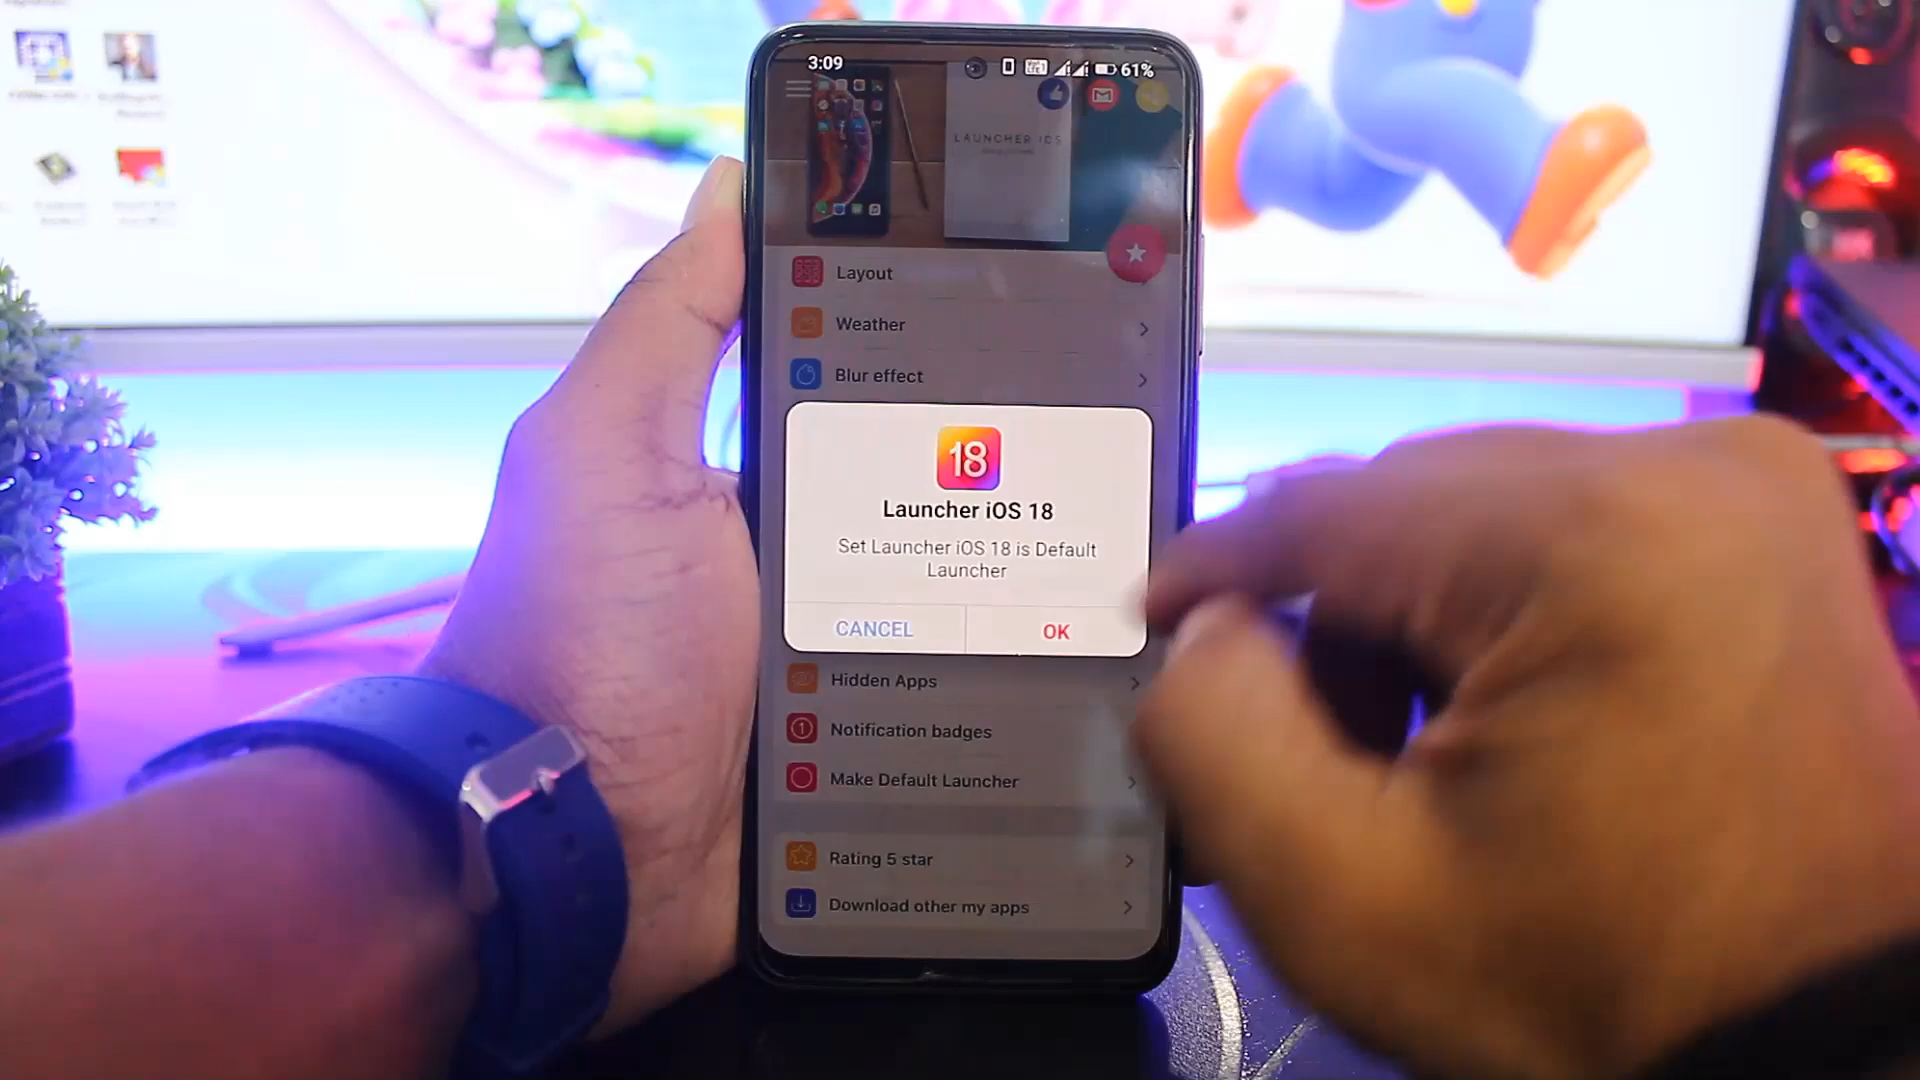 3:09
61%
LAUNCHER IOS
Layout
Weather
Blur effect
18
Launcher iOS 18
Set Launcher iOS 18 is Default
Launcher
CANCEL
OK
Hidden Apps
Notification badges
Make Default Launcher
Rating 5 star
Download other my apps